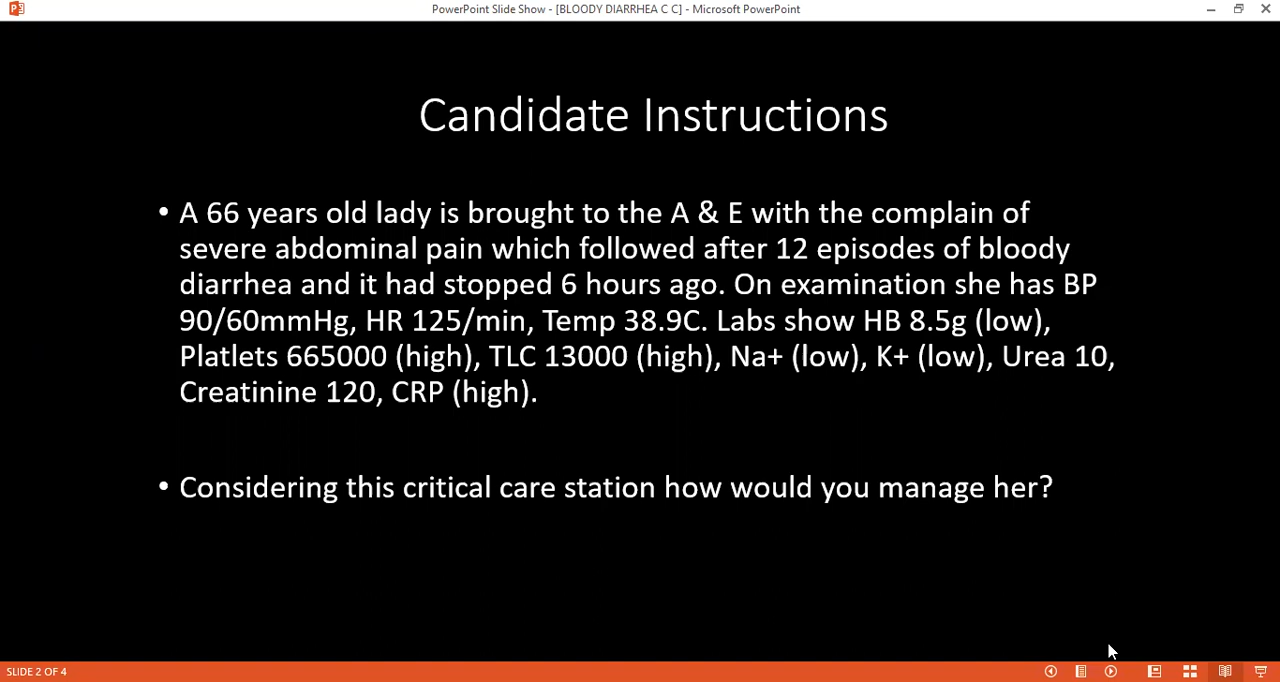 PowerPoint Slide Show - [BLOODY DIARRHEA C C] - Microsoft PowerPoint
Candidate Instructions
• A 66 years old lady is brought to the A & E with the complain of
severe abdominal pain which followed after 12 episodes of bloody
diarrhea and it had stopped 6 hours ago. On examination she has BP
90/60mmHg, HR 125/min, Temp 38.9C. Labs show HB 8.5g (low),
Platlets 665000 (high), TLC 13000 (high), Na+ (low), K+ (low), Urea 10,
Creatinine 120, CRP (high).
• Considering this critical care station how would you manage her?
SLIDE 2 OF 4